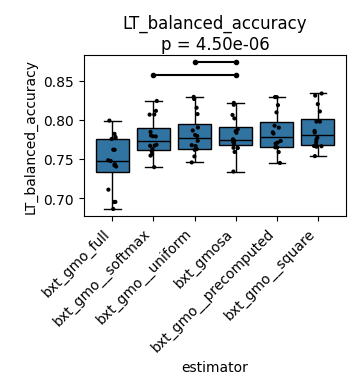 LT_balanced_accuracy
p = 4.50e-06
LT_balanced_accuracy
0.85
0.80
0.75
0.70
bxt_gmo_full
bxt_gmo__softmax
bxt_gmo__uniform
bxt_gmosa
bxt_gmo__precomputed
bxt_gmo__square
estimator